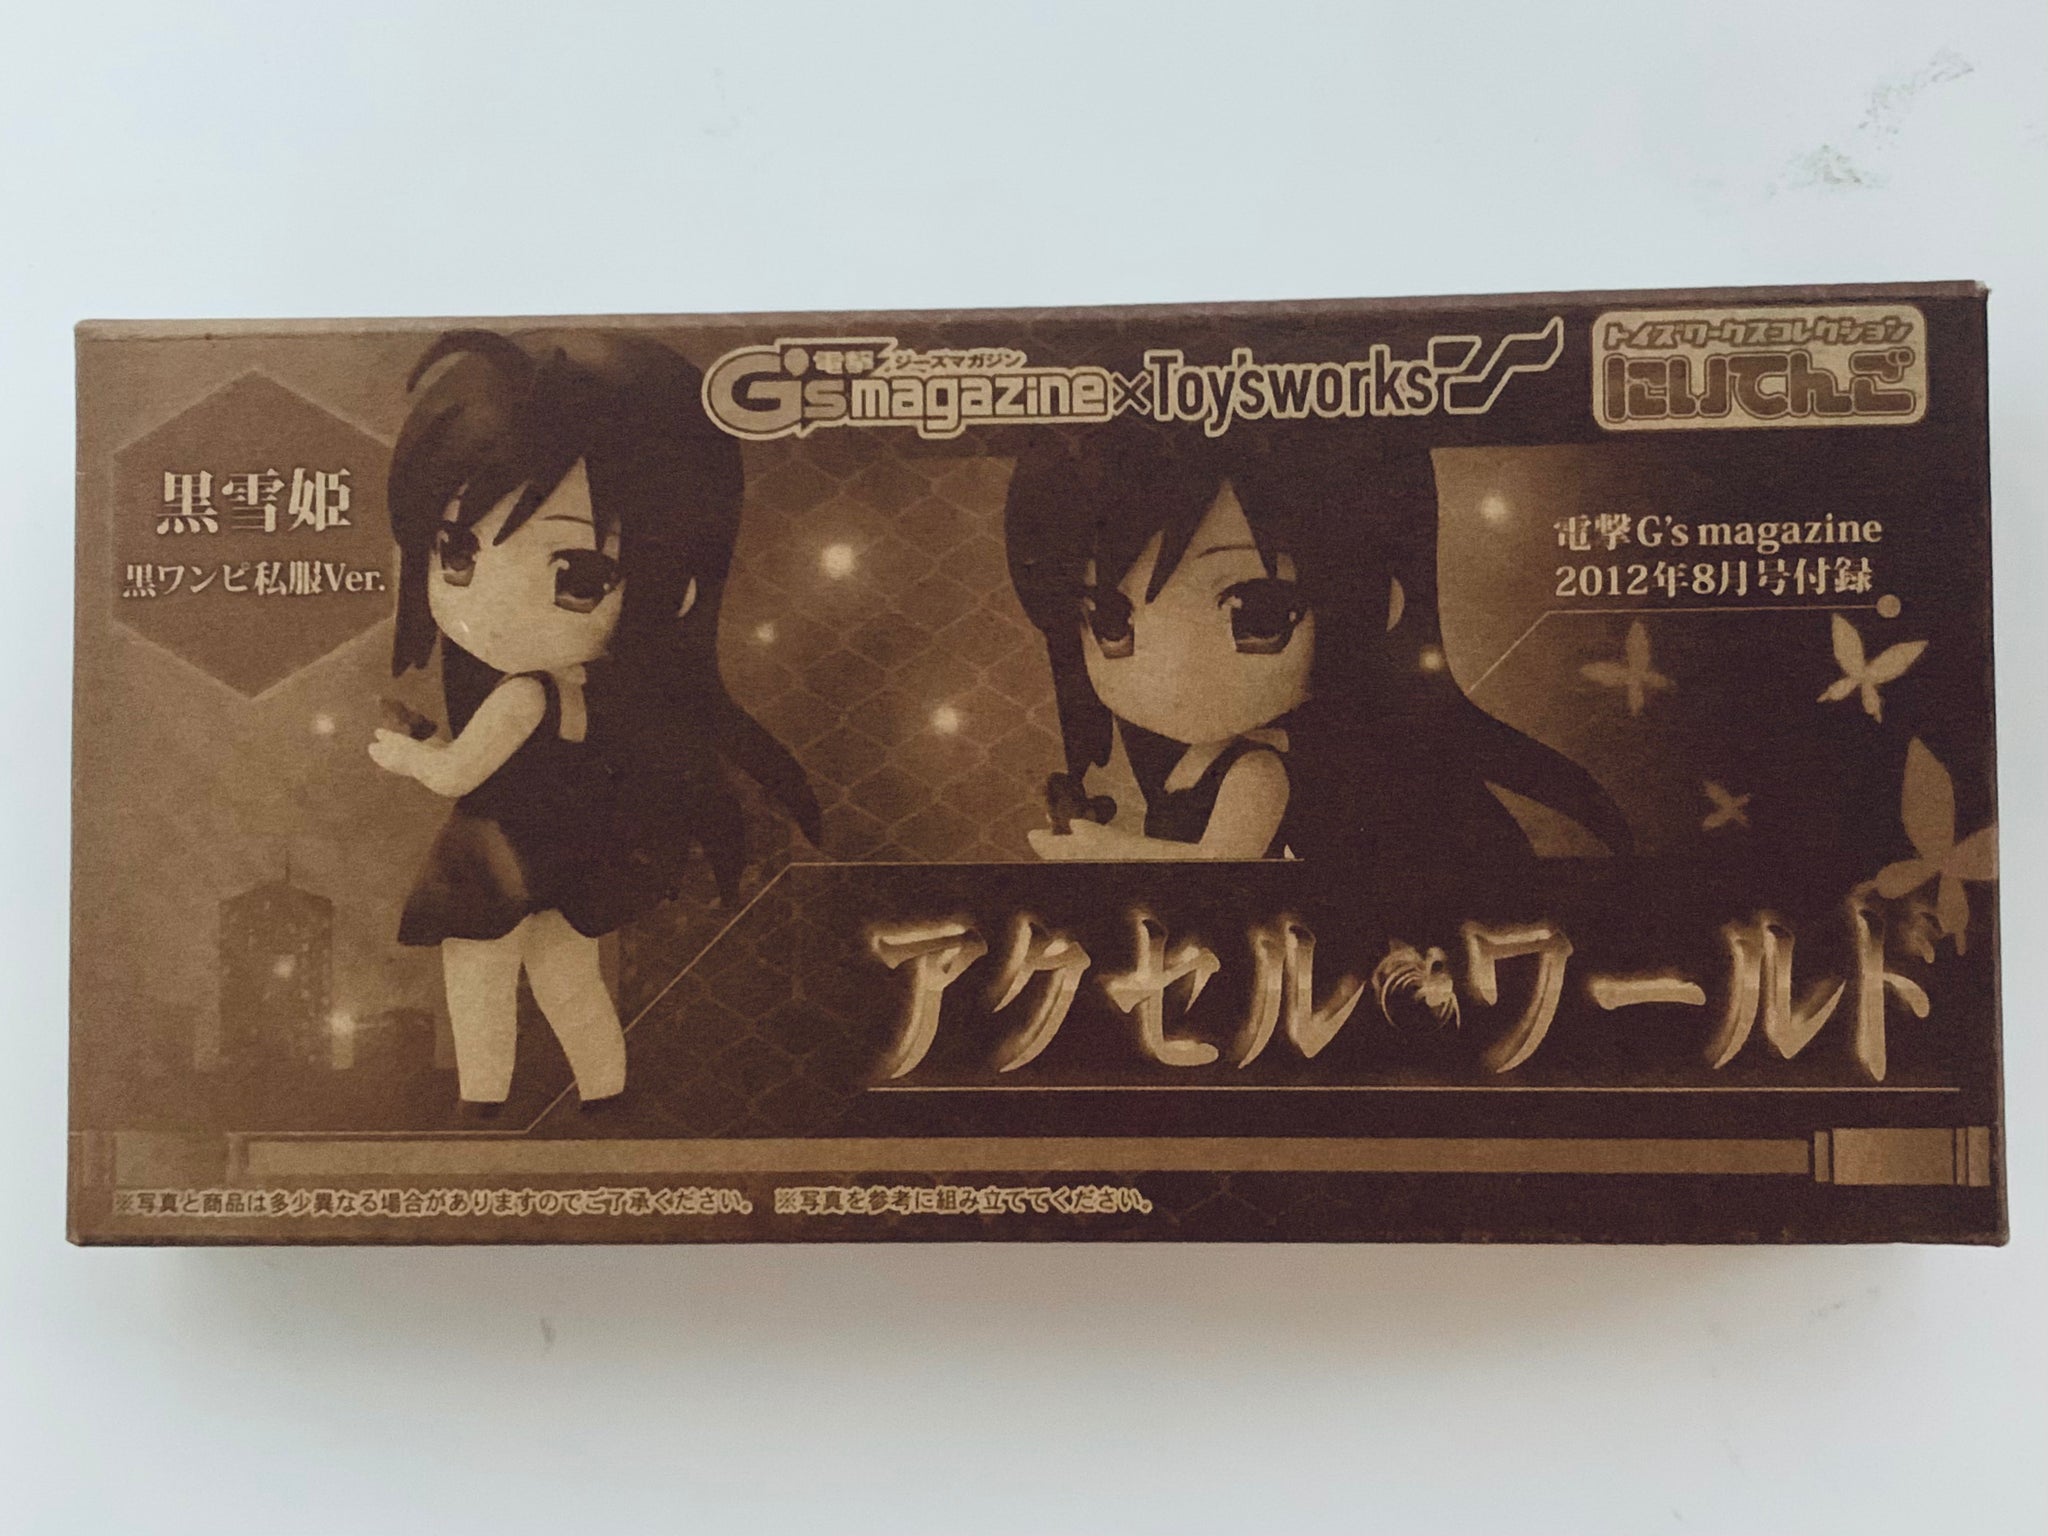 電撃 ジーズマガジン
G's magazine×Toy'sworks
トイズワークスコレクション
にいてんご
黒雪姫
黒ワンピ私服Ver.
電撃G's magazine
2012年8月号付録
アクセル・ワールド
※写真と商品は多少異なる場合がありますのでご了承ください。 ※写真を参考に組み立ててください。